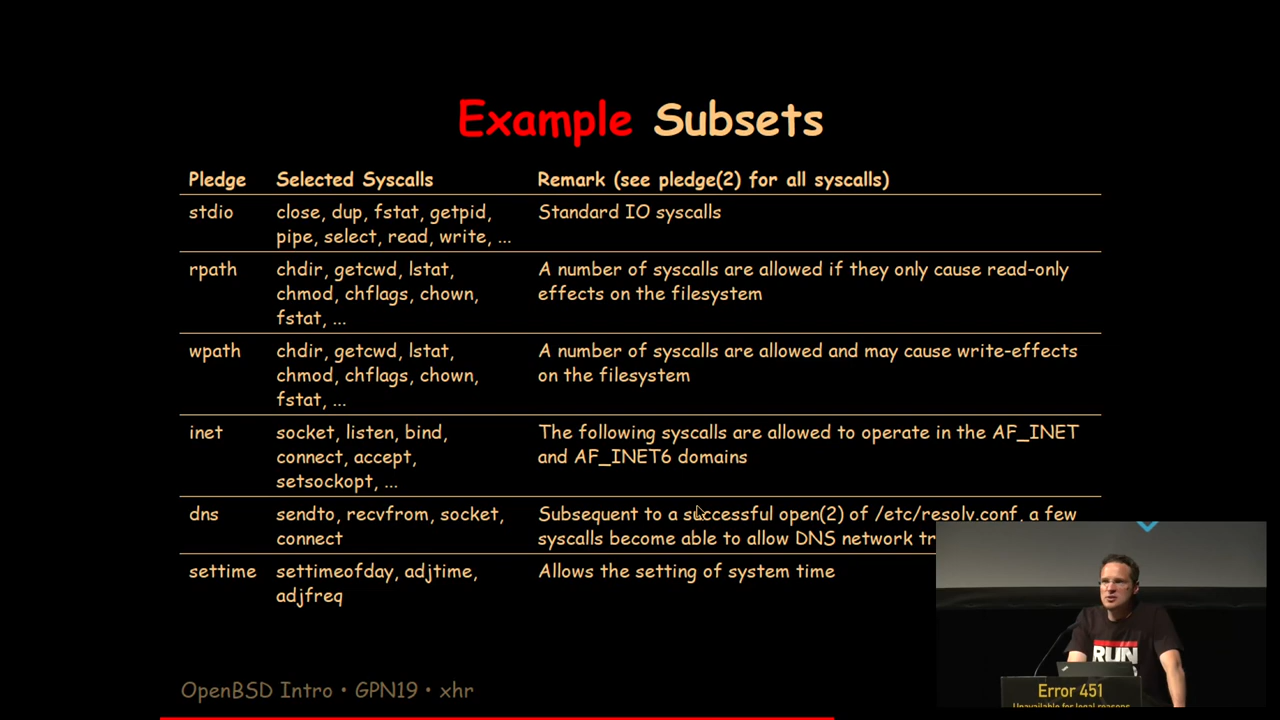 Example Subsets
Pledge Selected Syscalls Remark (see pledge(2) for all syscalls)
stdio close, dup, fstat, getpid, Standard IO syscalls
pipe, select, read, write, ...
rpath chdir, getcwd, lstat, A number of syscalls are allowed if they only cause read-only
chmod, chflags, chown, effects on the filesystem
fstat, ...
wpath chdir, getcwd, lstat, A number of syscalls are allowed and may cause write-effects
chmod, chflags, chown, on the filesystem
fstat, ...
inet socket, listen, bind, The following syscalls are allowed to operate in the AF_INET
connect, accept, and AF_INET6 domains
setsockopt, ...
dns sendto, recvfrom, socket, Subsequent to a successful open(2) of /etc/resolv.conf, a few
connect syscalls become able to allow DNS network tr
settime settimeofday, adjtime, Allows the setting of system time
adjfreq
RUN
Error 451
Unavailable for legal reasons
OpenBSD Intro • GPN19 • xhr